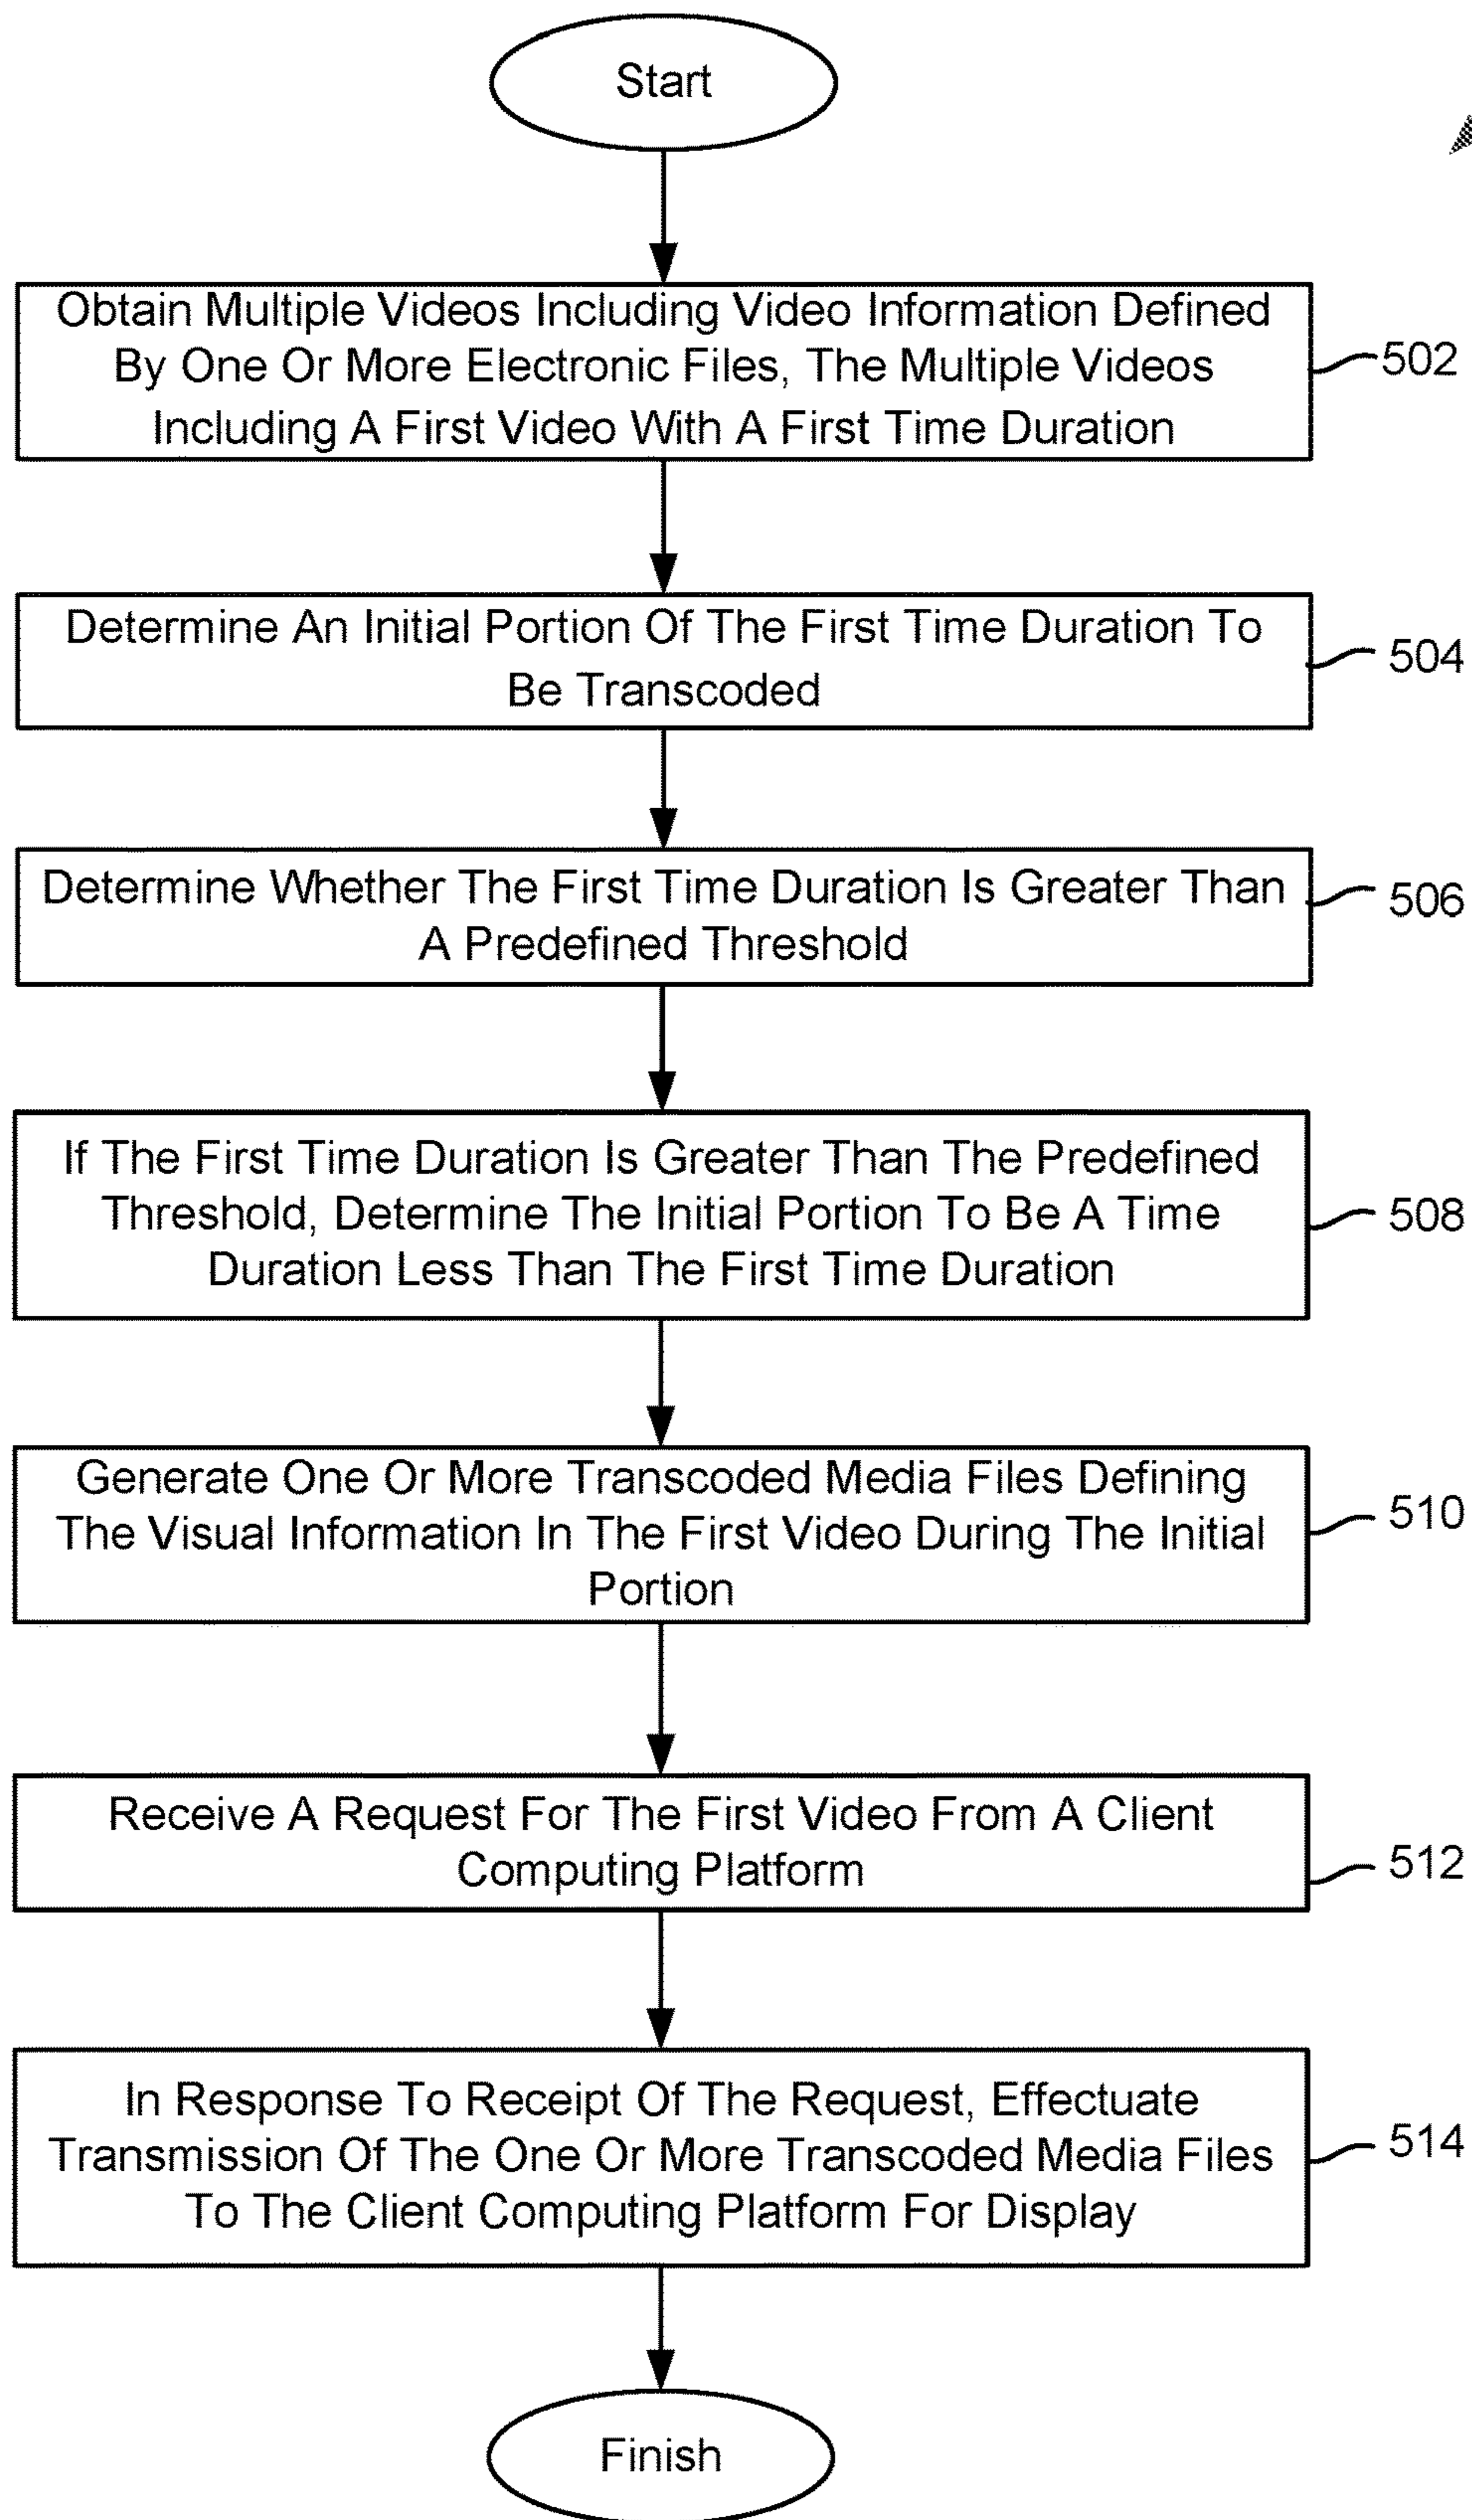 Start
Obtain Multiple Videos Including Video Information Defined
By One Or More Electronic Files, The Multiple Videos
Including A First Video With A First Time Duration
502
Determine An Initial Portion Of The First Time Duration To
Be Transcoded
504
Determine Whether The First Time Duration Is Greater Than
A Predefined Threshold
506
If The First Time Duration Is Greater Than The Predefined
Threshold, Determine The Initial Portion To Be A Time
Duration Less Than The First Time Duration
508
Generate One Or More Transcoded Media Files Defining
The Visual Information In The First Video During The Initial
Portion
510
Receive A Request For The First Video From A Client
Computing Platform
512
In Response To Receipt Of The Request, Effectuate
Transmission Of The One Or More Transcoded Media Files
To The Client Computing Platform For Display
514
Finish